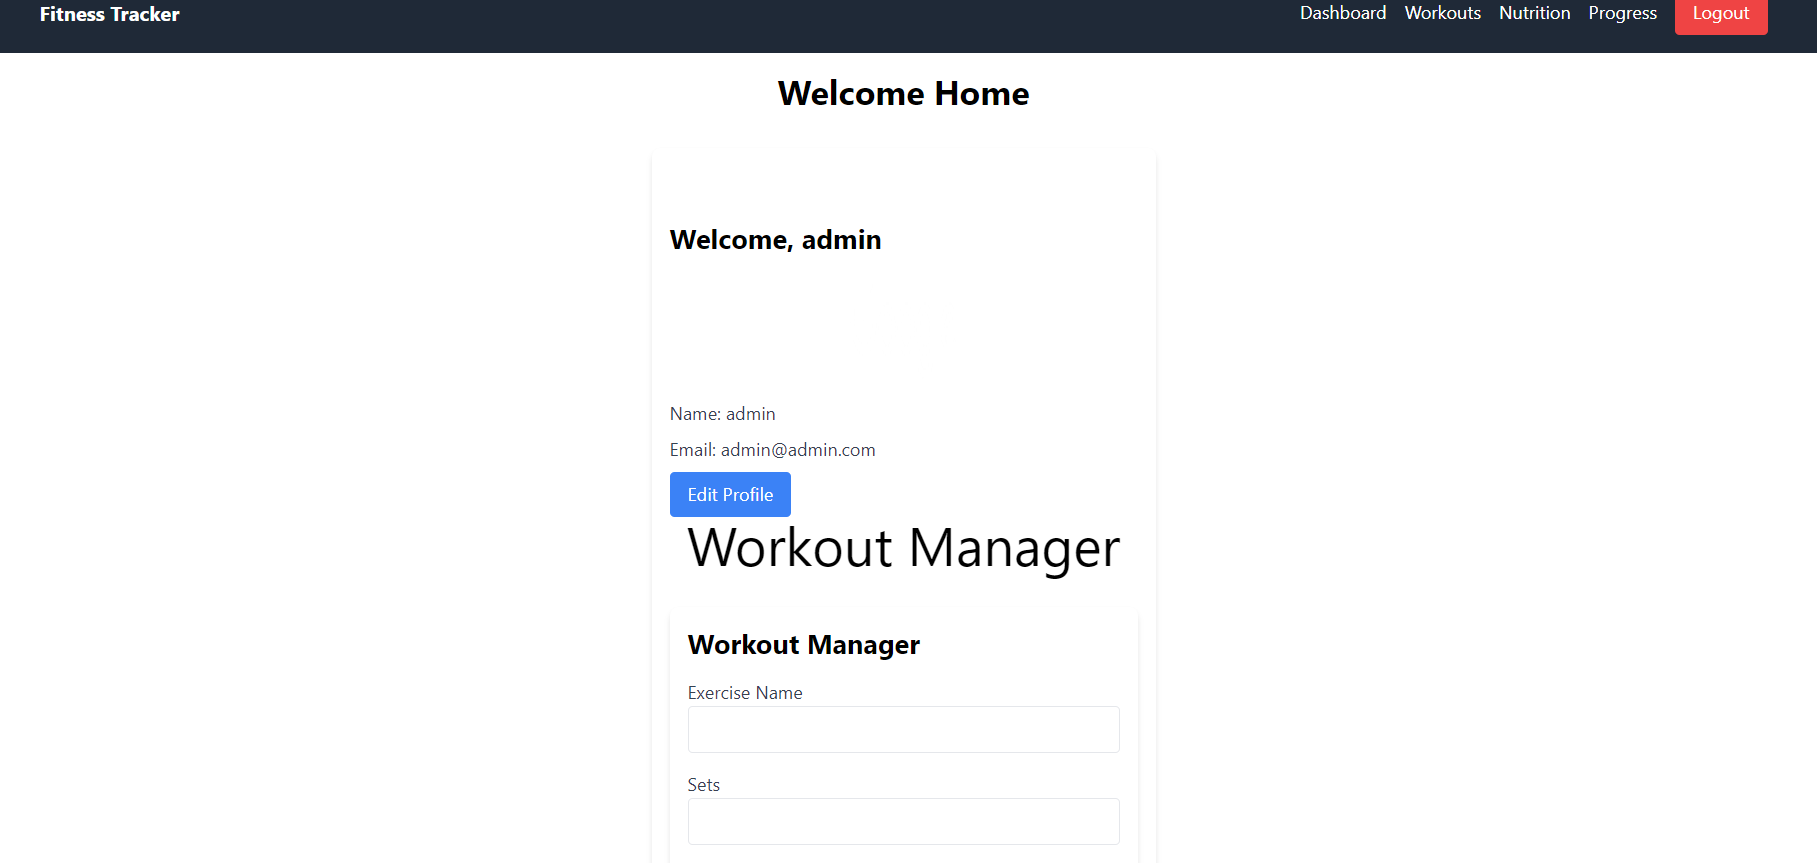 Fitness Tracker Dashboard Workouts Nutrition Progress Logout
Welcome Home
Welcome, admin
Name: admin
Email: admin@admin.com
Edit Profile
Workout Manager
Workout Manager
Exercise Name
Sets